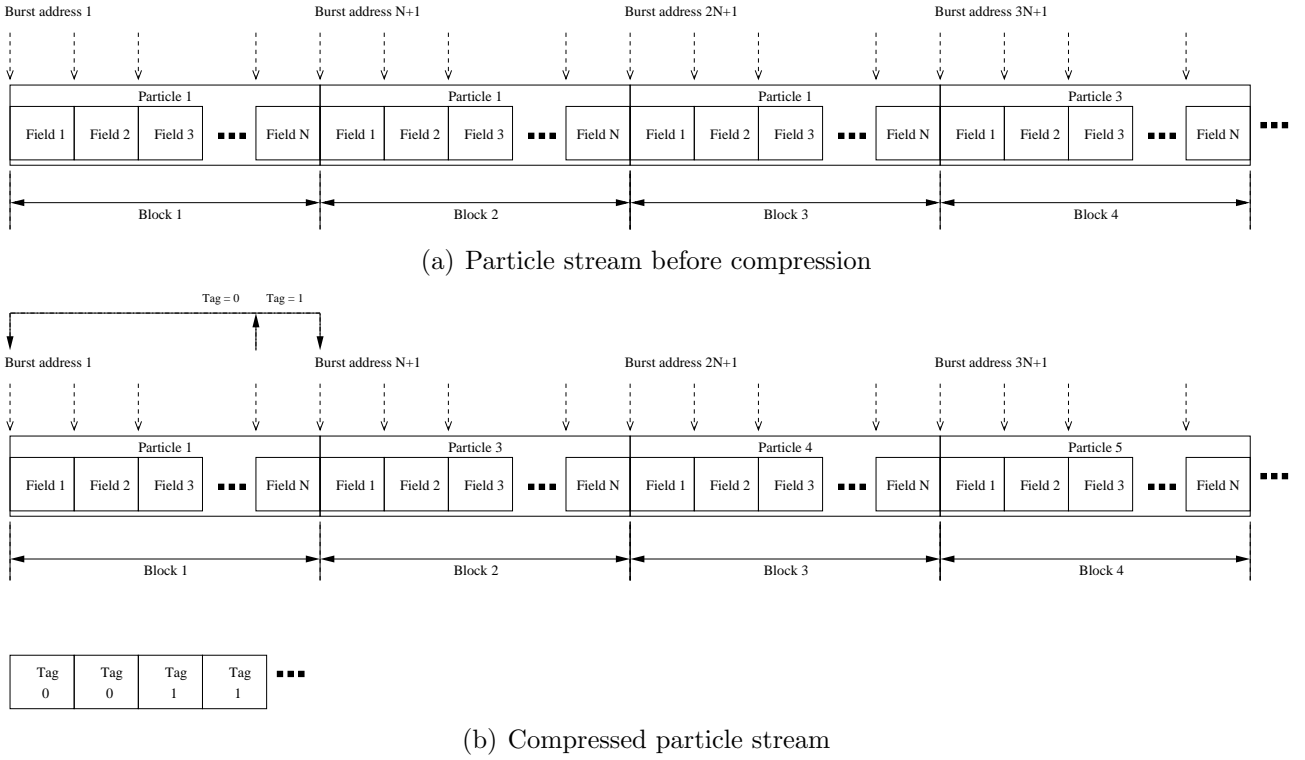 Burst address 1 Burst address N+1 Burst address 2N+1 Burst address 3N+1
Particle 1 Particle 1 Particle 1 Particle 3
Field 1 Field 2 Field 3 Field N Field 1 Field 2 Field 3 Field N Field 1 Field 2 Field 3 Field N Field 1 Field 2 Field 3 Field N
Block 1 Block 2 Block 3 Block 4
(a) Particle stream before compression
Tag = 0 Tag = 1
Burst address 1 Burst address N+1 Burst address 2N+1 Burst address 3N+1
Particle 1 Particle 3 Particle 4 Particle 5
Field 1 Field 2 Field 3 Field N Field 1 Field 2 Field 3 Field N Field 1 Field 2 Field 3 Field N Field 1 Field 2 Field 3 Field N
Block 1 Block 2 Block 3 Block 4
Tag Tag Tag Tag
0 0 1 1
(b) Compressed particle stream